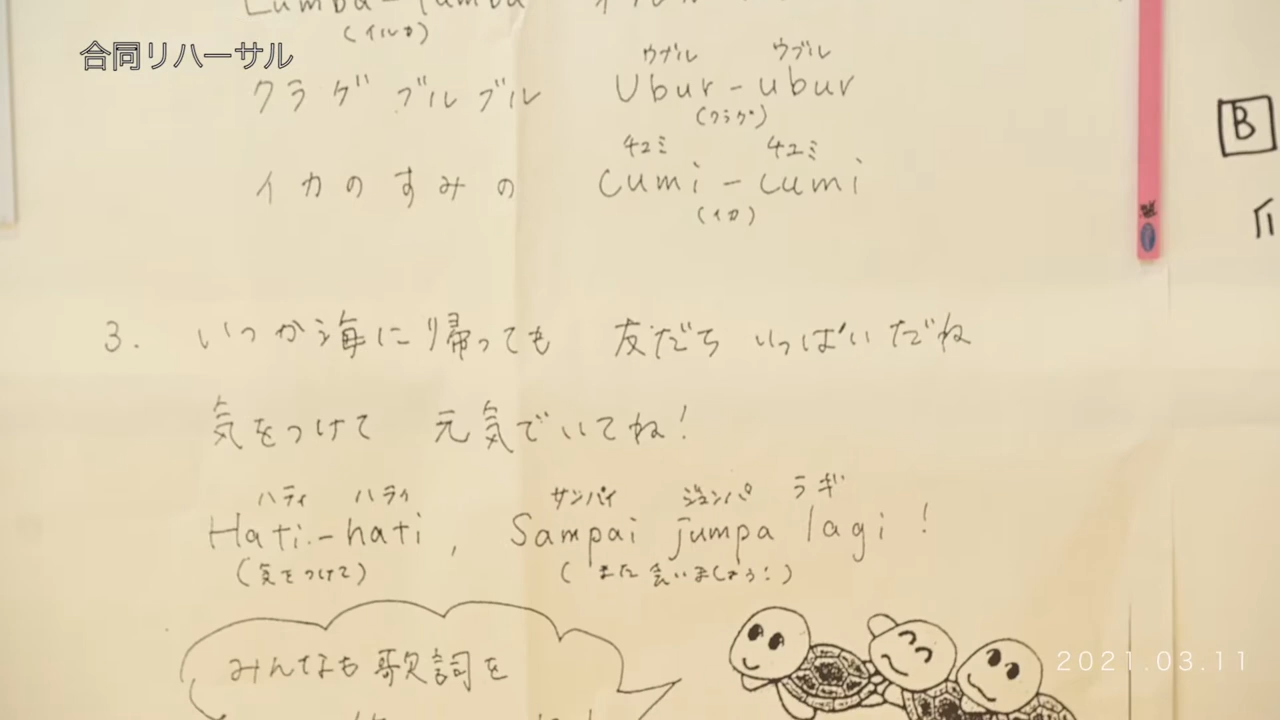 合同リハーサル
Lumba-lumba
(イルカ)
ウブル ウブル
クラゲ ブルブル Ubur-ubur
(クラゲ)
チュミ チュミ
イカのすみの Cumi-cumi
(イカ)
B
3. いつか海に帰っても 友だち いっぱいだね
気をつけて 元気でいてね!
ハティ ハティ サンパイ ジュンパ ラギ
Hati-hati, Sampai jumpa lagi!
(気をつけて) (また会いましょう!)
みんなも歌詞を
2021.03.11